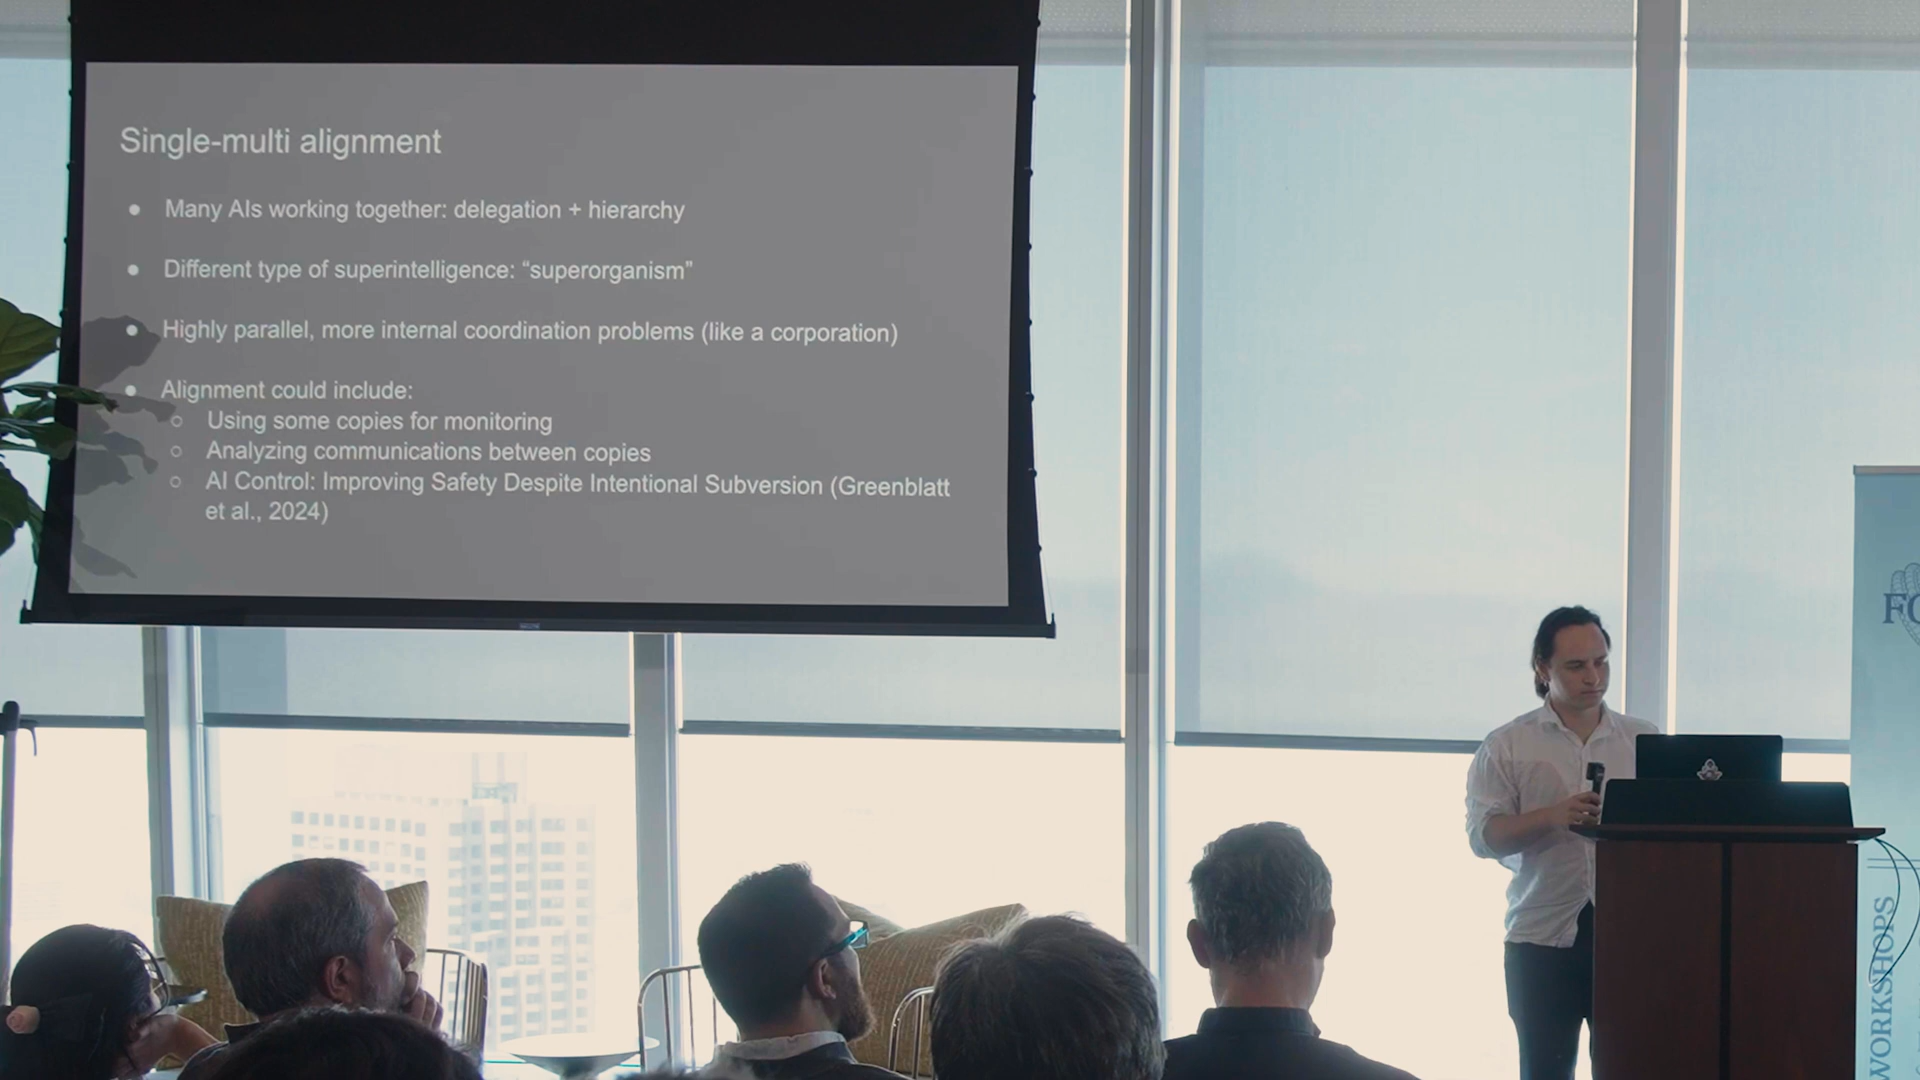 Single-multi alignment
● Many AIs working together: delegation + hierarchy
● Different type of superintelligence: “superorganism”
● Highly parallel, more internal coordination problems (like a corporation)
● Alignment could include:
○ Using some copies for monitoring
○ Analyzing communications between copies
○ AI Control: Improving Safety Despite Intentional Subversion (Greenblatt
et al., 2024)
WORKSHOPS